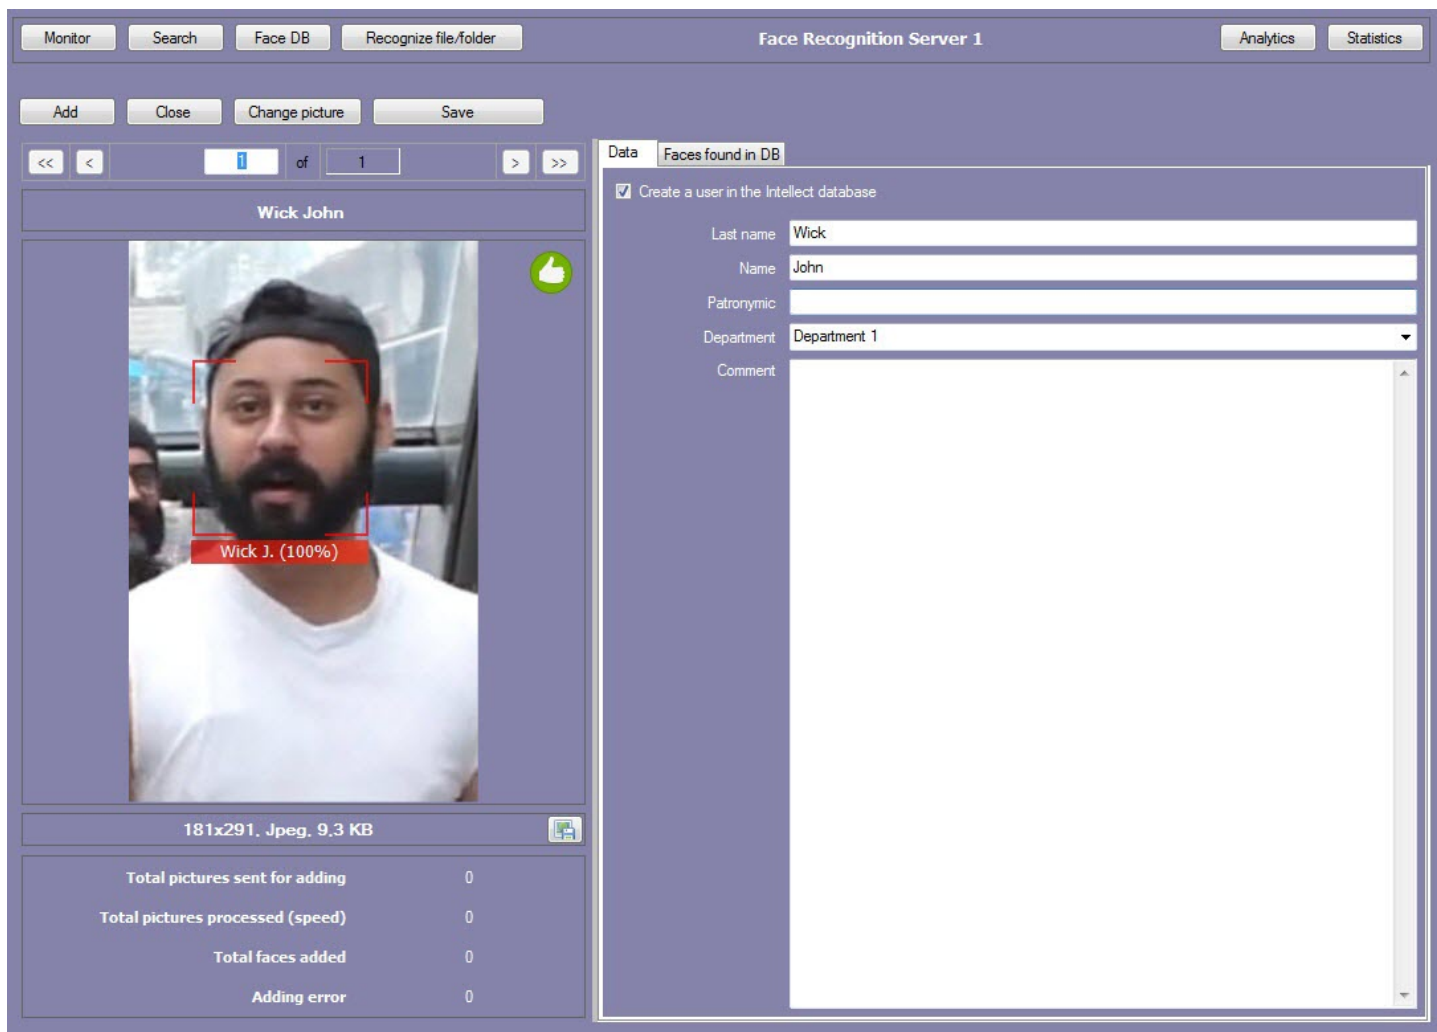 Monitor Search Face DB Recognize file/folder Face Recognition Server 1 Analytics Statistics
Add Close Change picture Save
<< < 1 of 1 > >>
Wick John
Wick J. (100%)
181x291, Jpeg, 9,3 KB
Total pictures sent for adding 0
Total pictures processed (speed) 0
Total faces added 0
Adding error 0
Data Faces found in DB
Create a user in the Intellect database
Last name Wick
Name John
Patronymic
Department Department 1
Comment